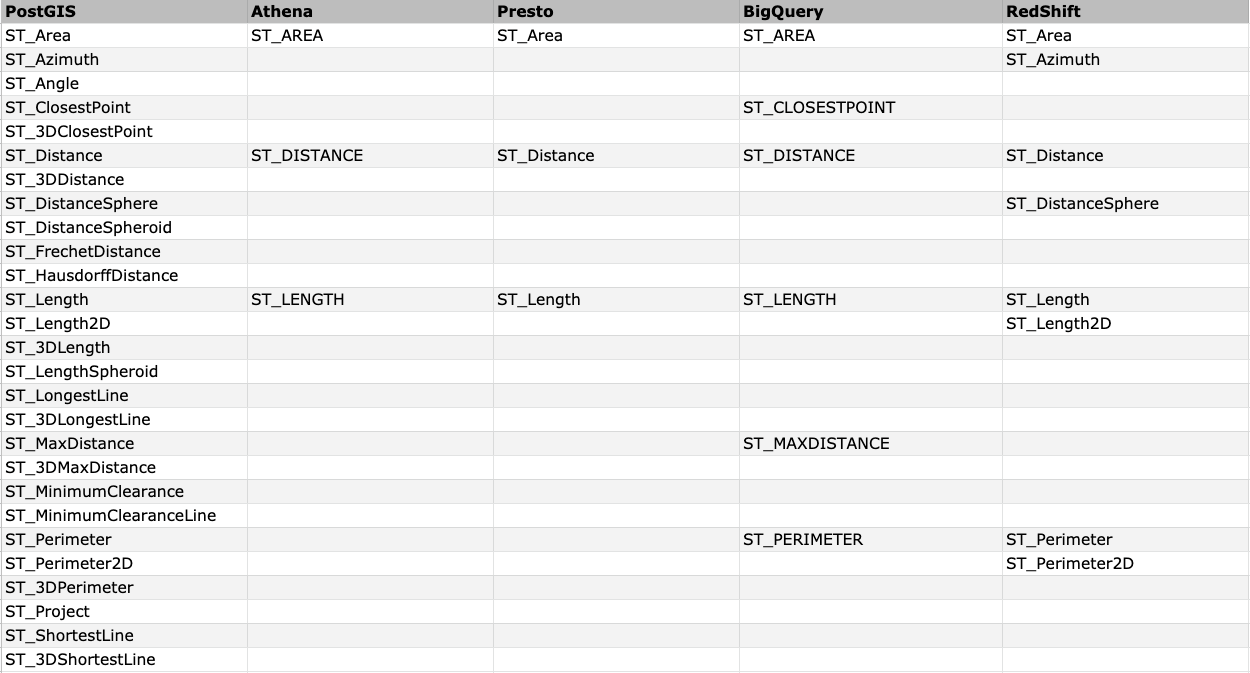 PostGIS Athena Presto BigQuery RedShift
ST_Area ST_AREA ST_Area ST_AREA ST_Area
ST_Azimuth ST_Azimuth
ST_Angle
ST_ClosestPoint ST_CLOSESTPOINT
ST_3DClosestPoint
ST_Distance ST_DISTANCE ST_Distance ST_DISTANCE ST_Distance
ST_3DDistance
ST_DistanceSphere ST_DistanceSphere
ST_DistanceSpheroid
ST_FrechetDistance
ST_HausdorffDistance
ST_Length ST_LENGTH ST_Length ST_LENGTH ST_Length
ST_Length2D ST_Length2D
ST_3DLength
ST_LengthSpheroid
ST_LongestLine
ST_3DLongestLine
ST_MaxDistance ST_MAXDISTANCE
ST_3DMaxDistance
ST_MinimumClearance
ST_MinimumClearanceLine
ST_Perimeter ST_PERIMETER ST_Perimeter
ST_Perimeter2D ST_Perimeter2D
ST_3DPerimeter
ST_Project
ST_ShortestLine
ST_3DShortestLine